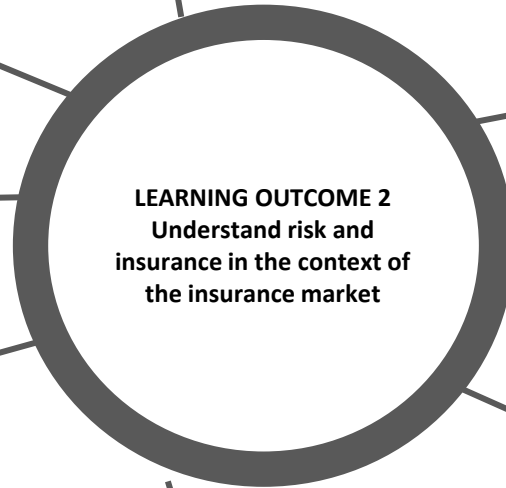 LEARNING OUTCOME 2
Understand risk and
insurance in the context of
the insurance market